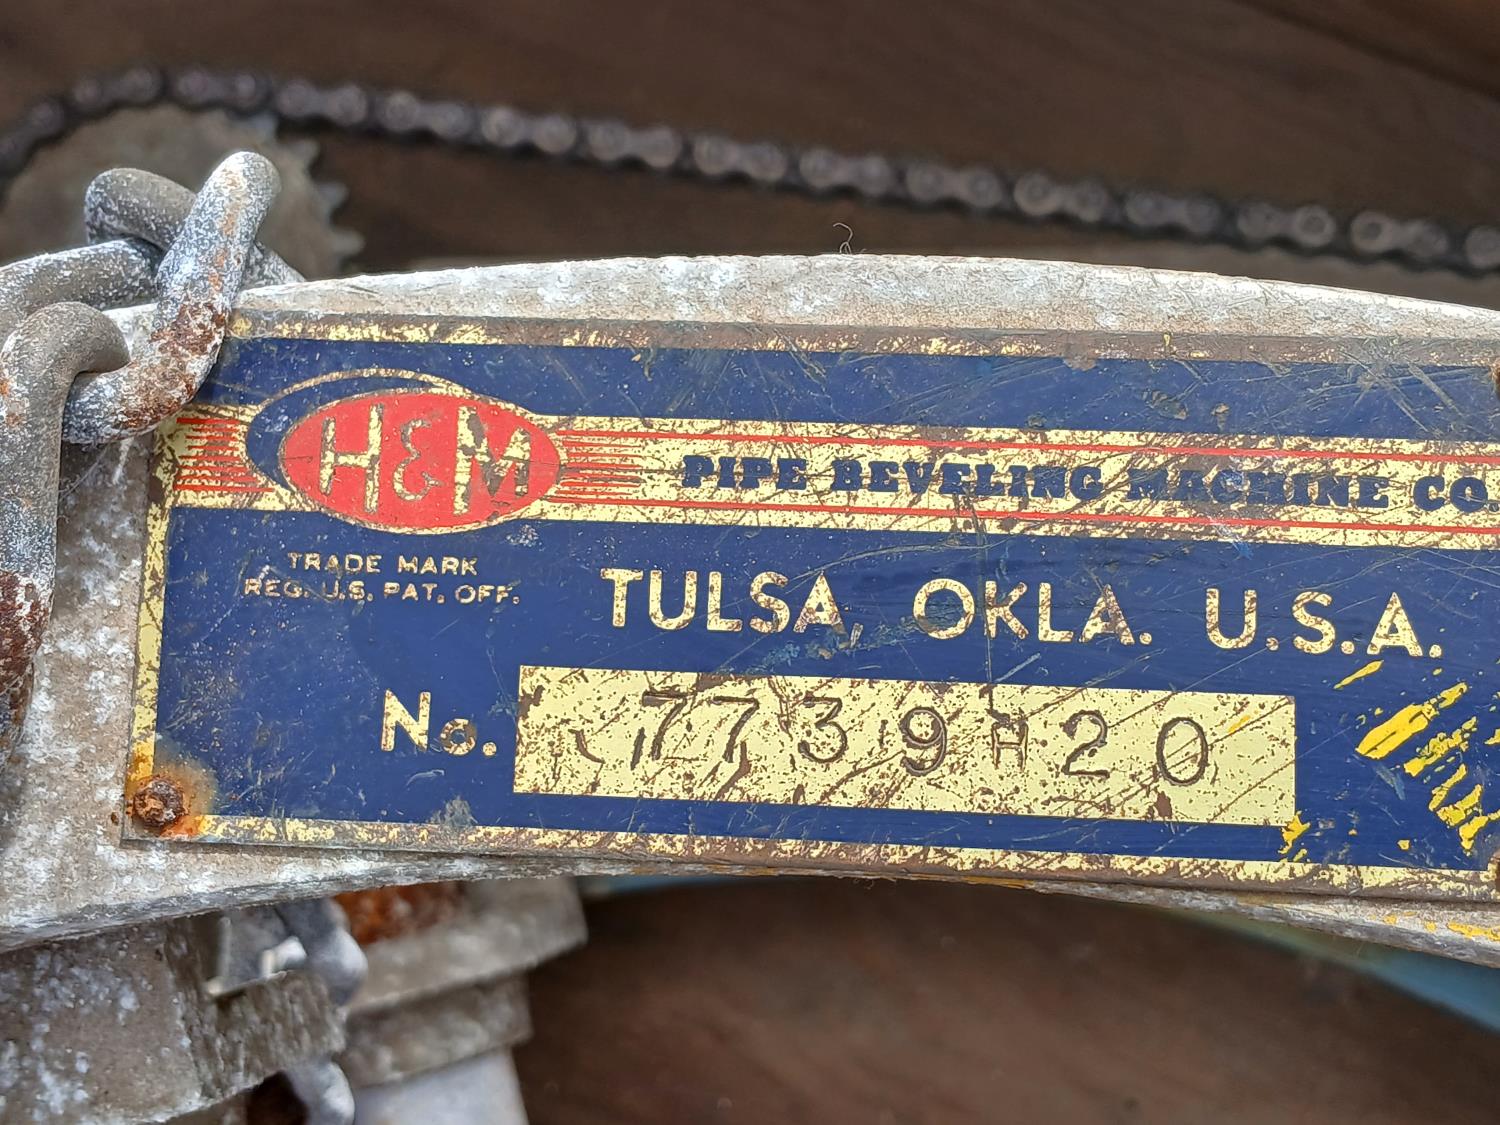 H&M PIPE BEVELING MACHINE CO.
TRADE MARK
REG. U.S. PAT. OFF.
TULSA, OKLA. U.S.A.
No. 7739H20